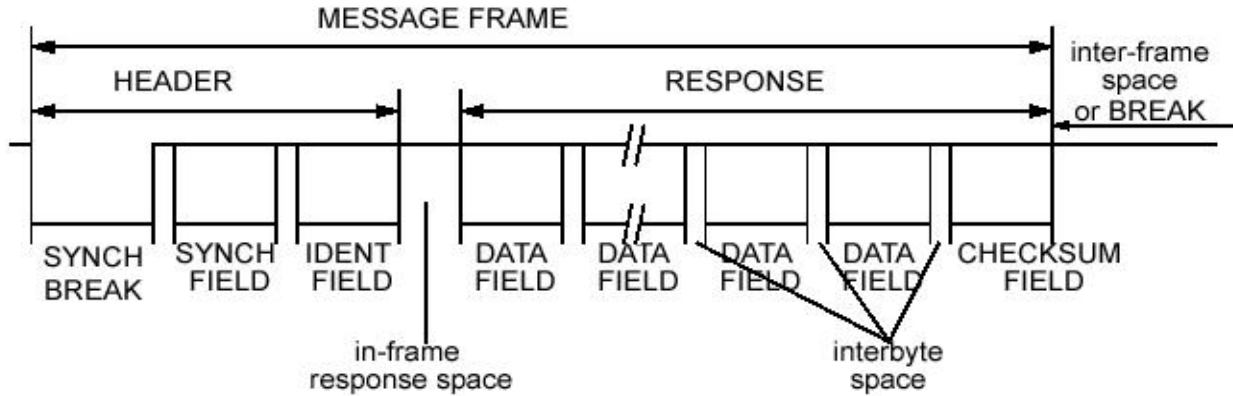 MESSAGE FRAME
HEADER
RESPONSE
inter-frame
space
or BREAK
SYNCH
BREAK
SYNCH
FIELD
IDENT
FIELD
DATA
FIELD
DATA
FIELD
DATA
FIELD
DATA
FIELD
CHECKSUM
FIELD
in-frame
response space
interbyte
space